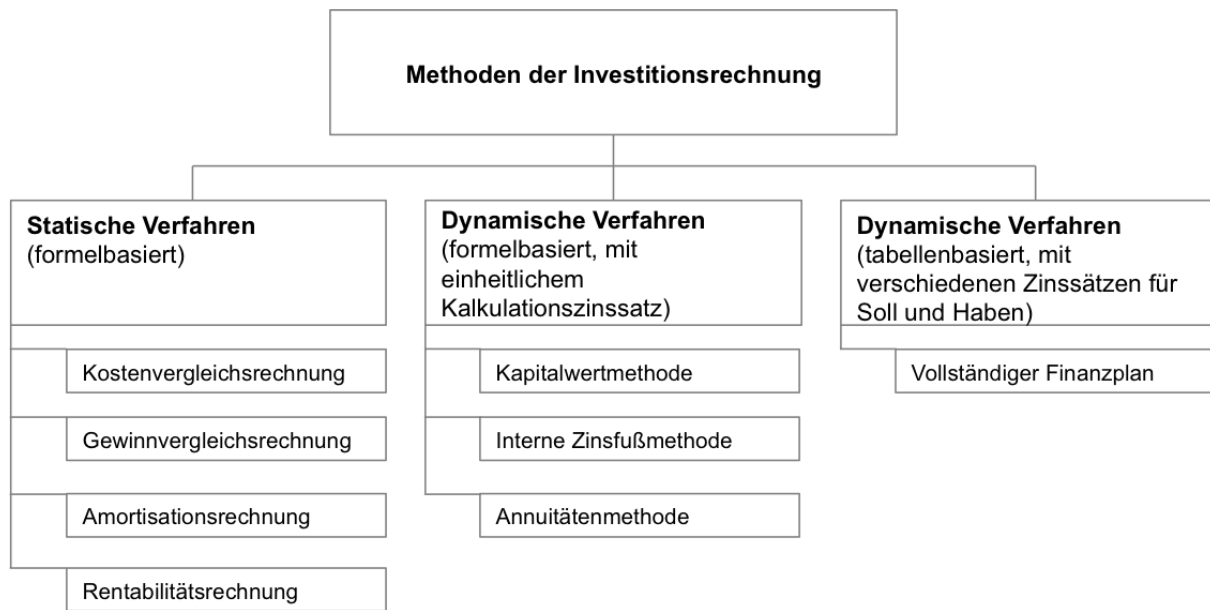 Methoden der Investitionsrechnung
Statische Verfahren
(formelbasiert)
Kostenvergleichsrechnung
Gewinnvergleichsrechnung
Amortisationsrechnung
Rentabilitätsrechnung
Dynamische Verfahren
(formelbasiert, mit
einheitlichem
Kalkulationszinssatz)
Kapitalwertmethode
Interne Zinsfußmethode
Annuitätenmethode
Dynamische Verfahren
(tabellenbasiert, mit
verschiedenen Zinssätzen für
Soll und Haben)
Vollständiger Finanzplan